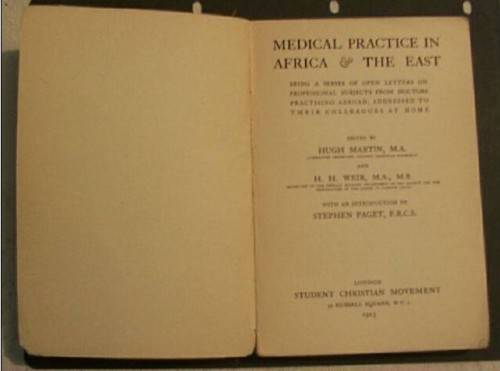 MEDICAL PRACTICE IN
AFRICA & THE EAST
BEING A SERIES OF OPEN LETTERS ON
PROFESSIONAL SUBJECTS FROM DOCTORS
PRACTISING ABROAD, ADDRESSED TO
THEIR COLLEAGUES AT HOME
EDITED BY
HUGH MARTIN, M.A.
AND
H. H. WEIR, M.A., M.B.
WITH AN INTRODUCTION BY
STEPHEN PAGET, F.R.C.S.
LONDON
STUDENT CHRISTIAN MOVEMENT
RUSSELL SQUARE, W.C.1
1923